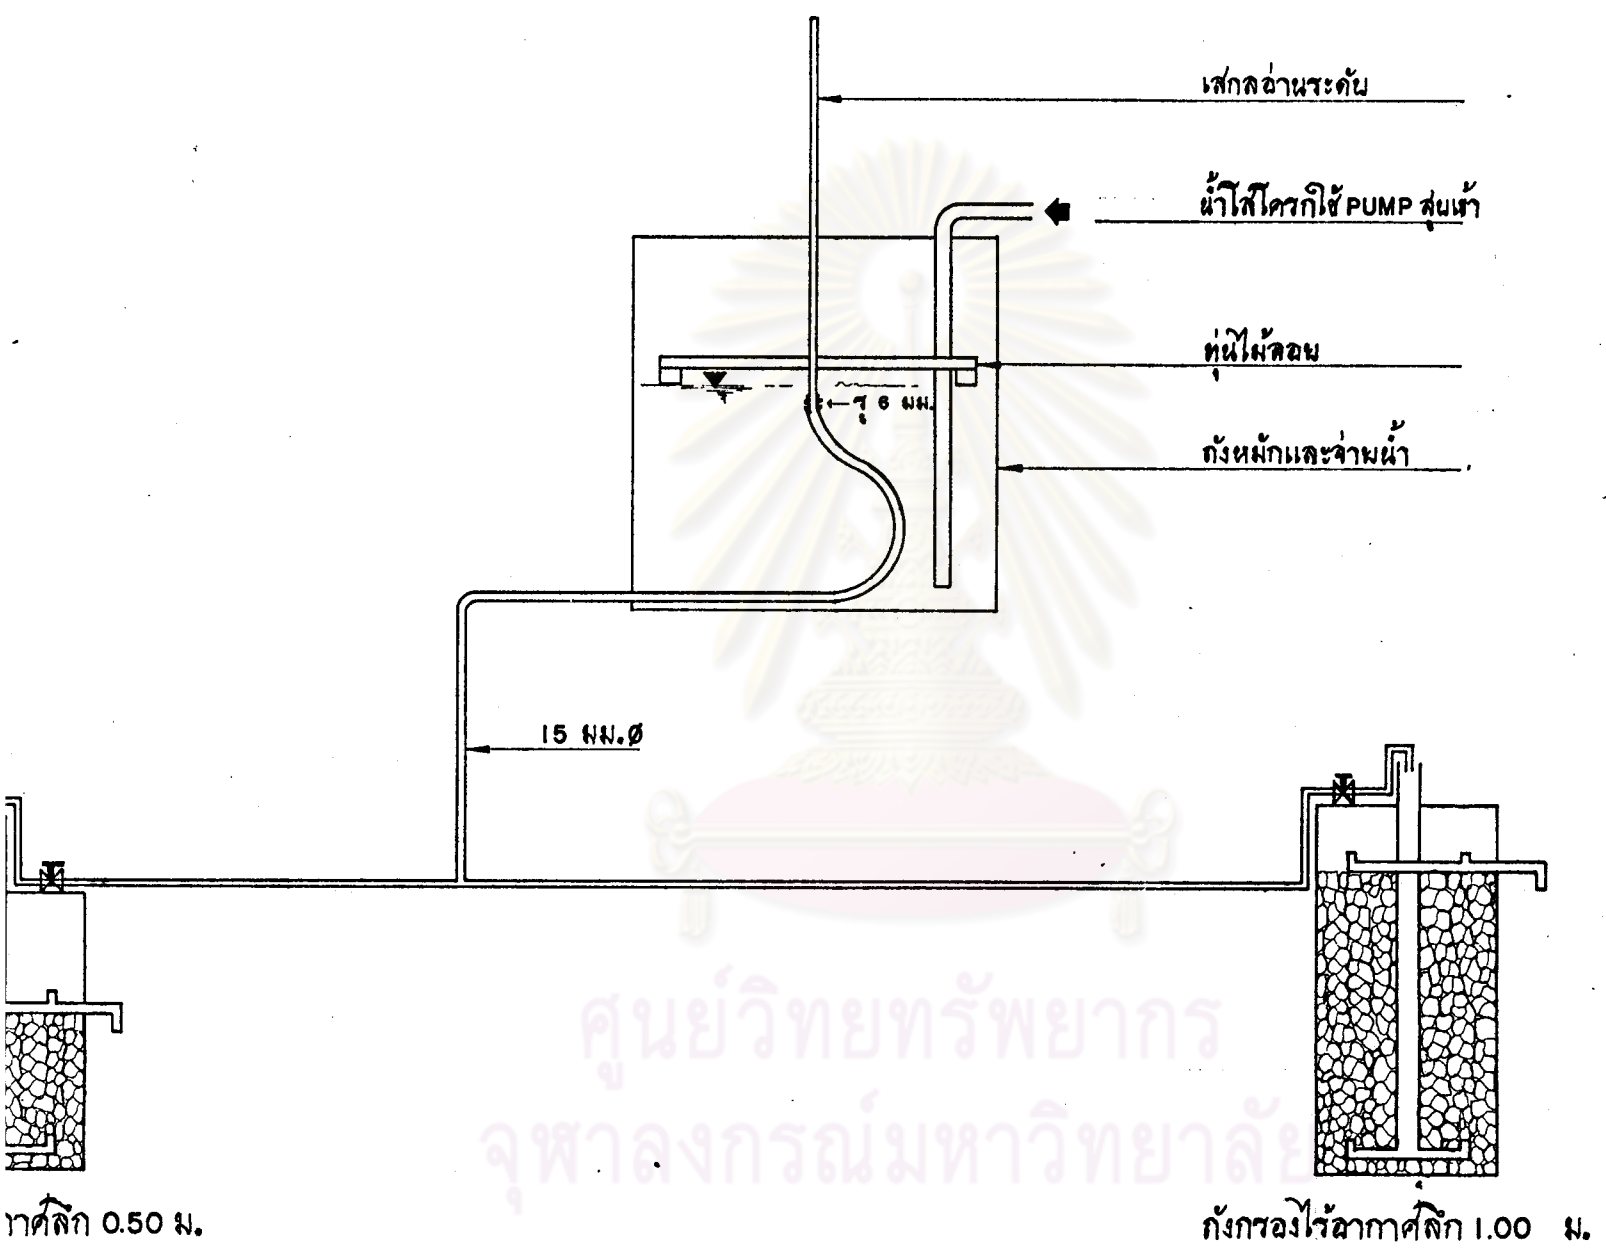 เสกลอ่านระดับ
น้ำโสโครกใช้ PUMP สูบเข้า
ทุ่นไม้ลอย
รู 6 มม.
ถังหมักและจ่ายน้ำ
15 มม.Ø
ศูนย์วิทยทรัพยากร
จุฬาลงกรณ์มหาวิทยาลัย
าศลึก 0.50 ม.
ถังกรองไร้อากาศลึก 1.00 ม.